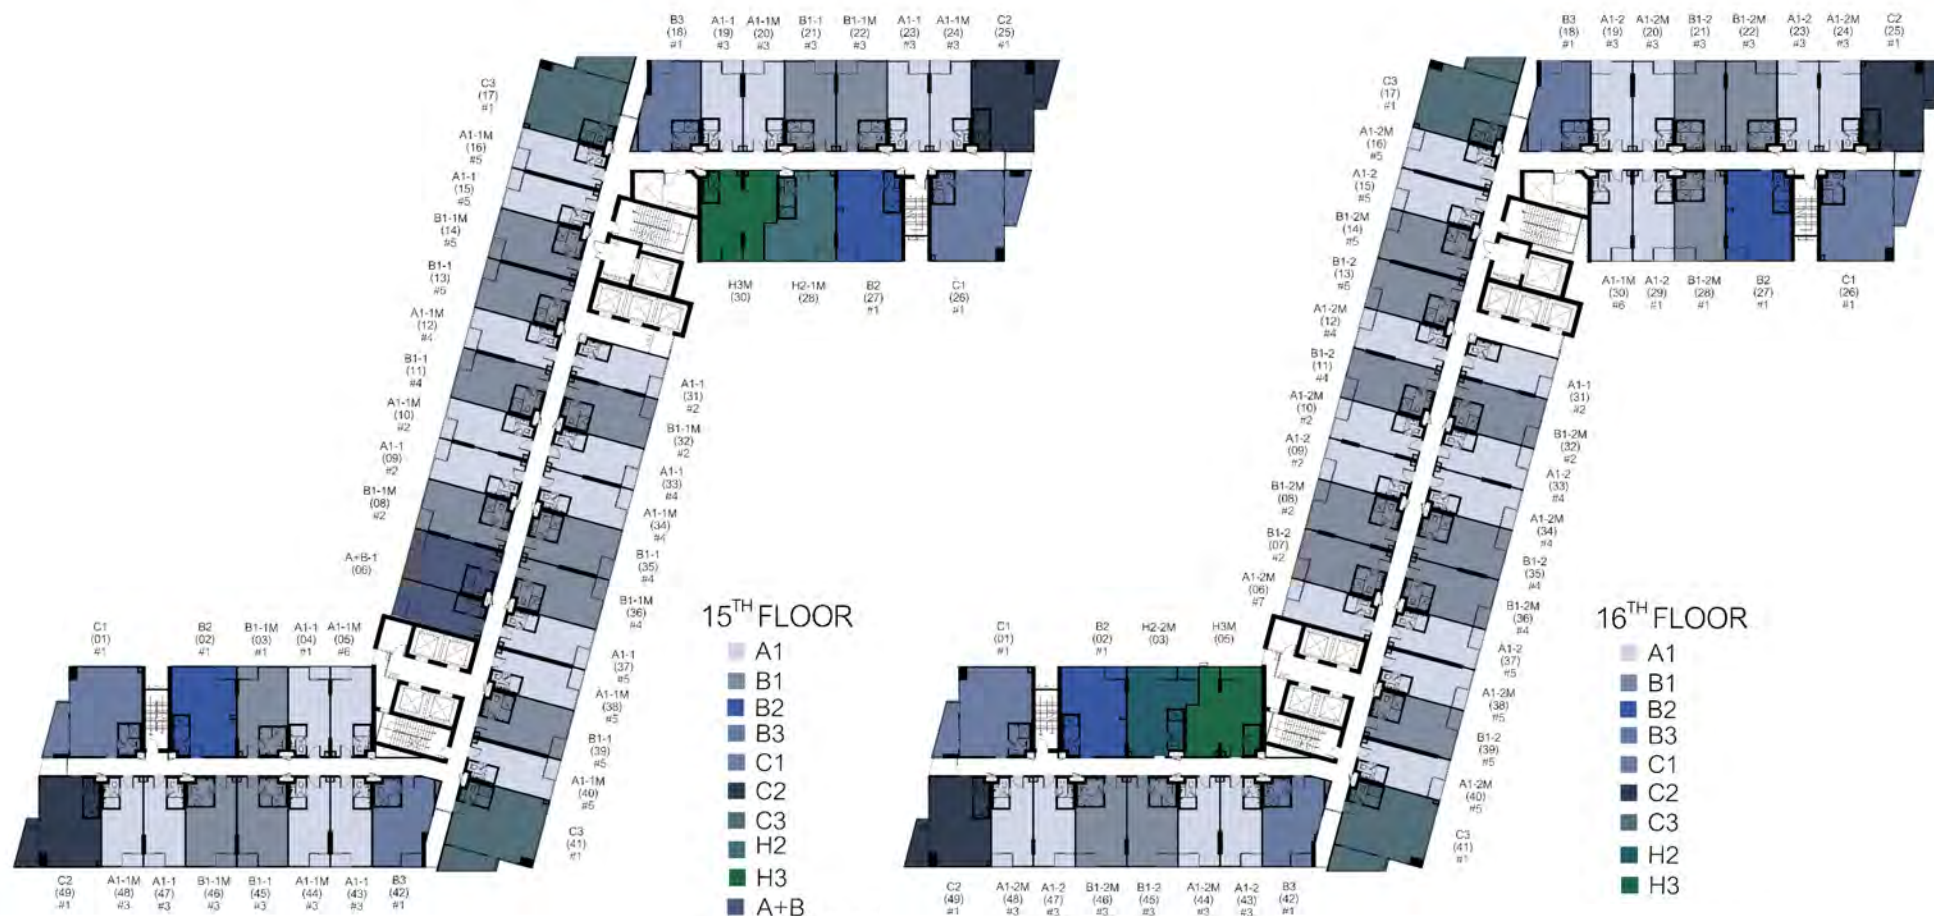 B3
(18)
#1
A1-1
(19)
#3
A1-1M
(20)
#3
B1-1
(21)
#3
B1-1M
(22)
#3
A1-1
(23)
#3
A1-1M
(24)
#3
C2
(25)
#1
C3
(17)
#1
A1-1M
(16)
#5
A1-1
(15)
#5
B1-1M
(14)
#5
B1-1
(13)
#5
A1-1M
(12)
#4
B1-1
(11)
#4
A1-1M
(10)
#2
A1-1
(09)
#2
B1-1M
(08)
#2
A+B-1
(06)
H3M
(30)
H2-1M
(28)
B2
(27)
#1
C1
(26)
#1
A1-1
(31)
#2
B1-1M
(32)
#2
A1-1
(33)
#4
A1-1M
(34)
#4
B1-1
(35)
#4
B1-1M
(36)
#4
A1-1
(37)
#5
A1-1M
(38)
#5
B1-1
(39)
#5
A1-1M
(40)
#5
C3
(41)
#1
C1
(01)
#1
B2
(02)
#1
B1-1M
(03)
#1
A1-1
(04)
#1
A1-1M
(05)
#6
C2
(49)
#1
A1-1M
(48)
#3
A1-1
(47)
#3
B1-1M
(46)
#3
B1-1
(45)
#3
A1-1M
(44)
#3
A1-1
(43)
#3
B3
(42)
#1
15TH FLOOR
A1
B1
B2
B3
C1
C2
C3
H2
H3
A+B
B3
(18)
#1
A1-2
(19)
#3
A1-2M
(20)
#3
B1-2
(21)
#3
B1-2M
(22)
#3
A1-2
(23)
#3
A1-2M
(24)
#3
C2
(25)
#1
C3
(17)
#1
A1-2M
(16)
#5
A1-2
(15)
#5
B1-2M
(14)
#5
B1-2
(13)
#5
A1-2M
(12)
#4
B1-2
(11)
#4
A1-2M
(10)
#2
A1-2
(09)
#2
B1-2M
(08)
#2
B1-2
(07)
#2
A1-2M
(06)
#7
A1-1M
(30)
#6
A1-2
(29)
#1
B1-2M
(28)
#1
B2
(27)
#1
C1
(26)
#1
A1-1
(31)
#2
B1-2M
(32)
#2
A1-2
(33)
#4
A1-2M
(34)
#4
B1-2
(35)
#4
B1-2M
(36)
#4
A1-2
(37)
#5
A1-2M
(38)
#5
B1-2
(39)
#5
A1-2M
(40)
#5
C3
(41)
#1
C1
(01)
#1
B2
(02)
#1
H2-2M
(03)
H3M
(05)
C2
(49)
#1
A1-2M
(48)
#3
A1-2
(47)
#3
B1-2M
(46)
#3
B1-2
(45)
#3
A1-2M
(44)
#3
A1-2
(43)
#3
B3
(42)
#1
16TH FLOOR
A1
B1
B2
B3
C1
C2
C3
H2
H3